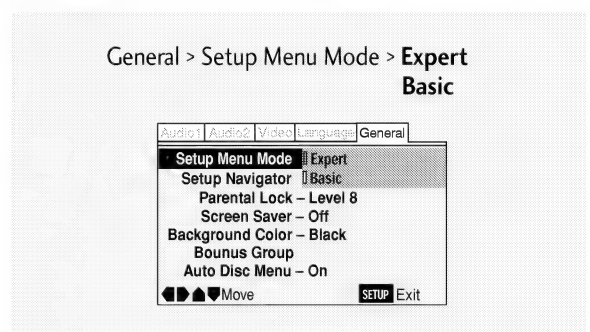 General > Setup Menu Mode > Expert
Basic
Audio1 Audio2 Video Language General
Setup Menu Mode Expert
Setup Navigator Basic
Parental Lock – Level 8
Screen Saver – Off
Background Color – Black
Bounus Group
Auto Disc Menu – On
Move SETUP Exit